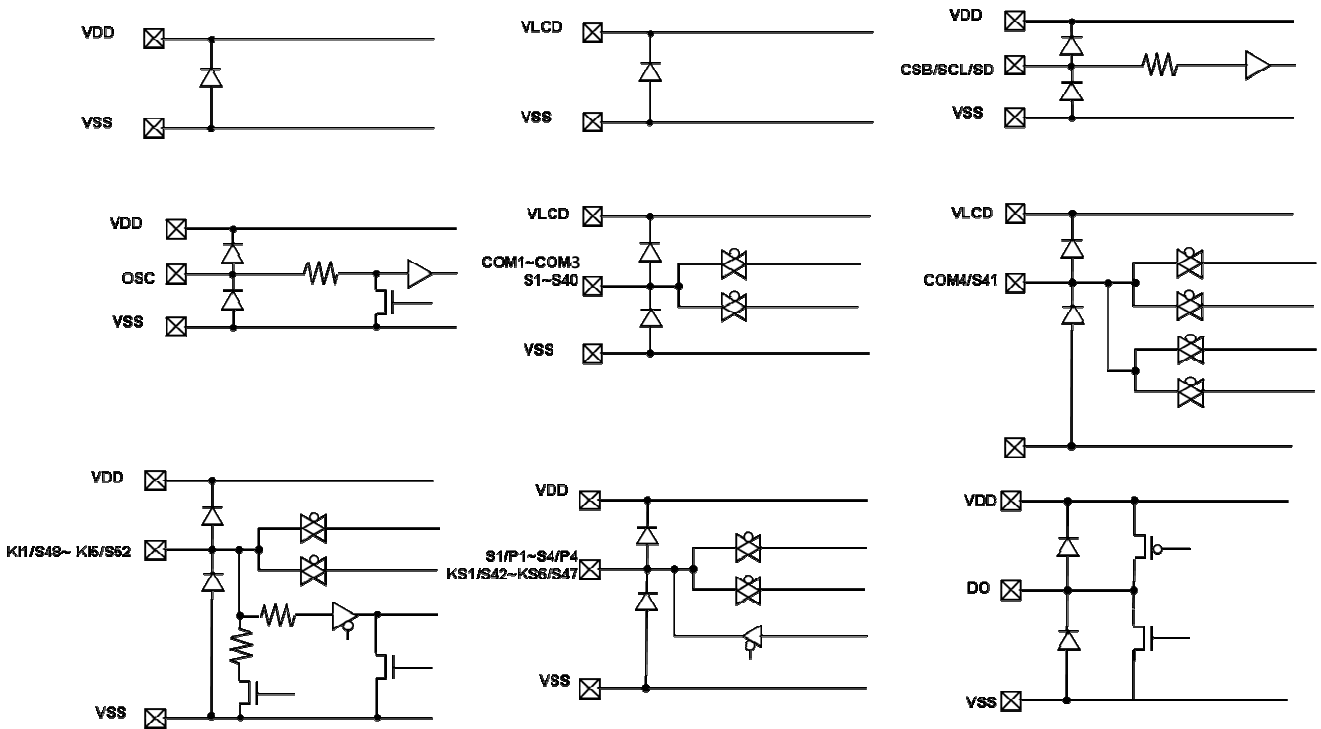 VDD
VSS
VLCD
VSS
VDD
CSB/SCL/SD
VSS
VDD
OSC
VSS
VLCD
COM1~COM3
S1~S40
VSS
VLCD
COM4/S41
VDD
KI1/S48~ KI5/S52
VSS
VDD
S1/P1~S4/P4
KS1/S42~KS6/S47
VSS
VDD
DO
VSS